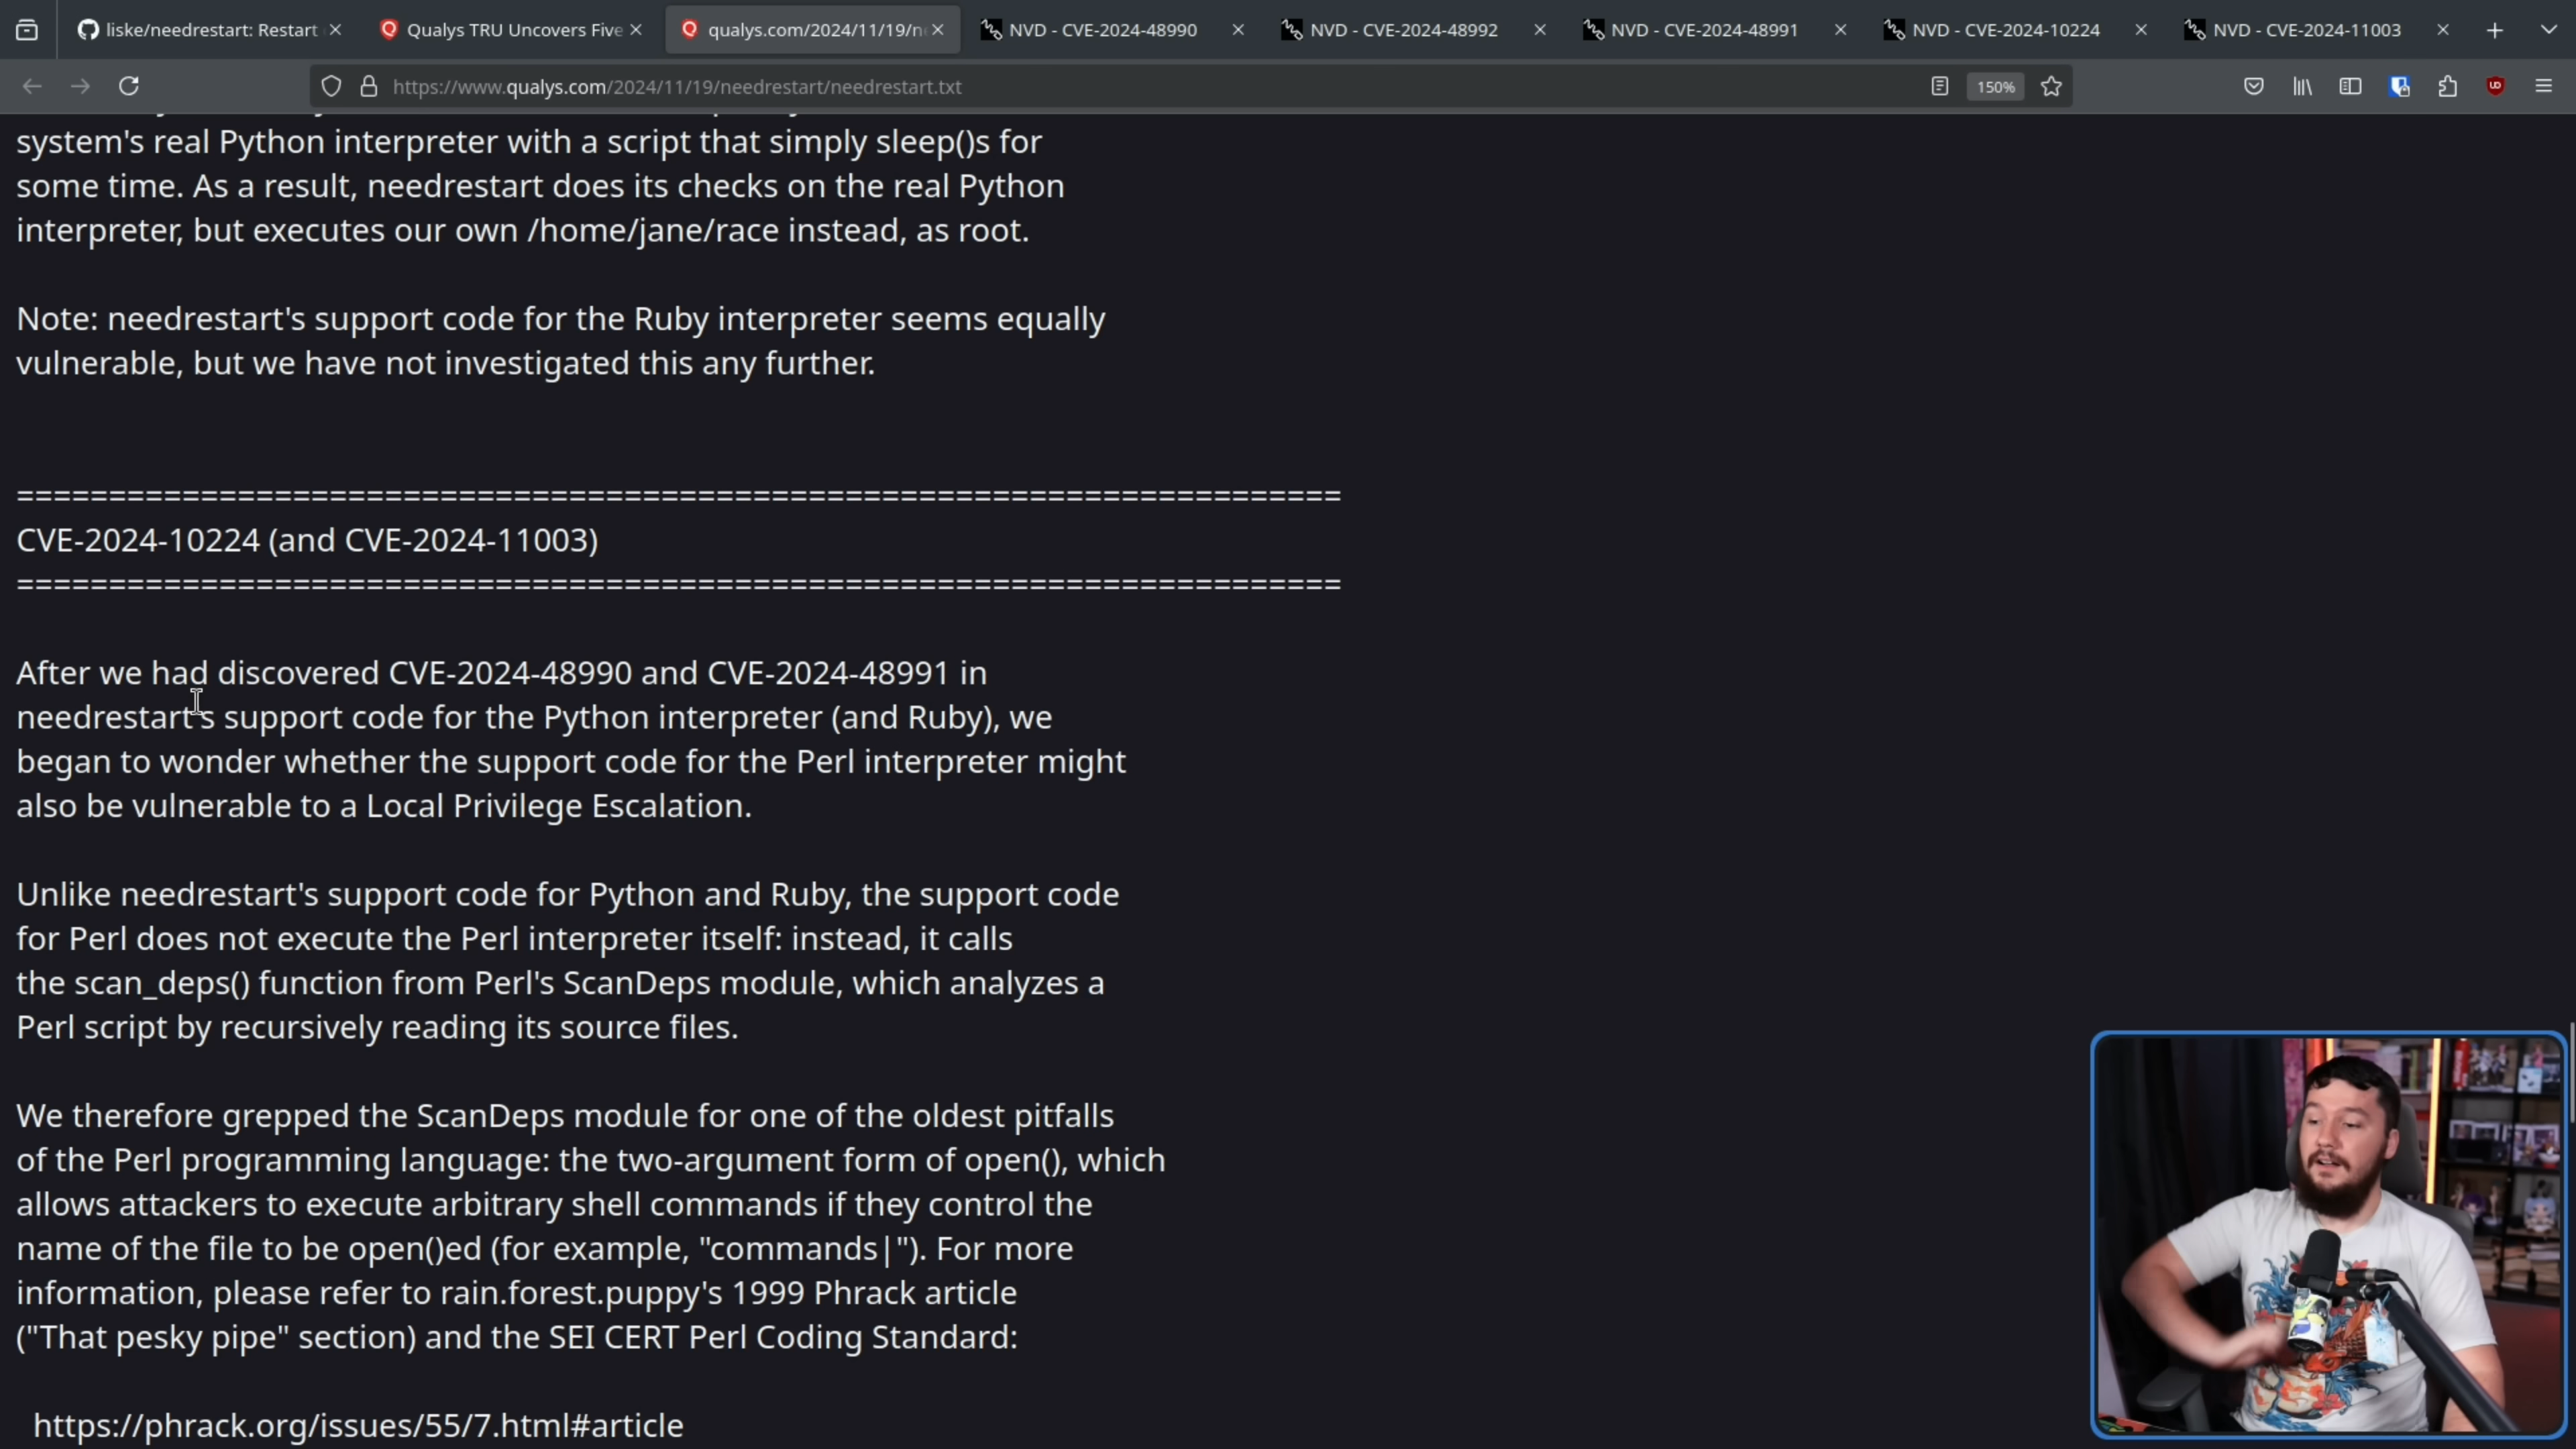 liske/needrestart: Restart
Qualys TRU Uncovers Five
qualys.com/2024/11/19/n
NVD - CVE-2024-48990
NVD - CVE-2024-48992
NVD - CVE-2024-48991
NVD - CVE-2024-10224
NVD - CVE-2024-11003
https://www.qualys.com/2024/11/19/needrestart/needrestart.txt
150%
system's real Python interpreter with a script that simply sleep()s for
some time. As a result, needrestart does its checks on the real Python
interpreter, but executes our own /home/jane/race instead, as root.
Note: needrestart's support code for the Ruby interpreter seems equally
vulnerable, but we have not investigated this any further.
========================================================================
CVE-2024-10224 (and CVE-2024-11003)
========================================================================
After we had discovered CVE-2024-48990 and CVE-2024-48991 in
needrestart's support code for the Python interpreter (and Ruby), we
began to wonder whether the support code for the Perl interpreter might
also be vulnerable to a Local Privilege Escalation.
Unlike needrestart's support code for Python and Ruby, the support code
for Perl does not execute the Perl interpreter itself: instead, it calls
the scan_deps() function from Perl's ScanDeps module, which analyzes a
Perl script by recursively reading its source files.
We therefore grepped the ScanDeps module for one of the oldest pitfalls
of the Perl programming language: the two-argument form of open(), which
allows attackers to execute arbitrary shell commands if they control the
name of the file to be open()ed (for example, "commands|"). For more
information, please refer to rain.forest.puppy's 1999 Phrack article
("That pesky pipe" section) and the SEI CERT Perl Coding Standard:
https://phrack.org/issues/55/7.html#article